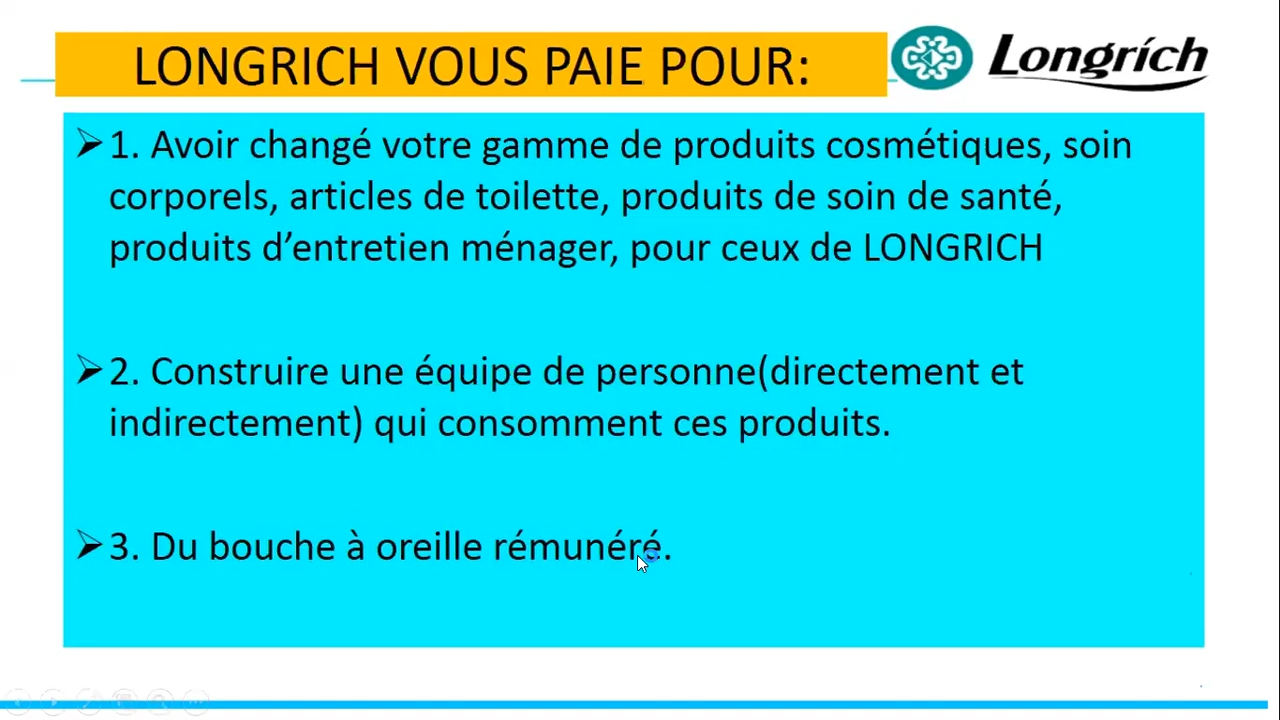 LONGRICH VOUS PAIE POUR:
Longrich
➢1. Avoir changé votre gamme de produits cosmétiques, soin
corporels, articles de toilette, produits de soin de santé,
produits d’entretien ménager, pour ceux de LONGRICH
➢2. Construire une équipe de personne(directement et
indirectement) qui consomment ces produits.
➢3. Du bouche à oreille rémunéré.